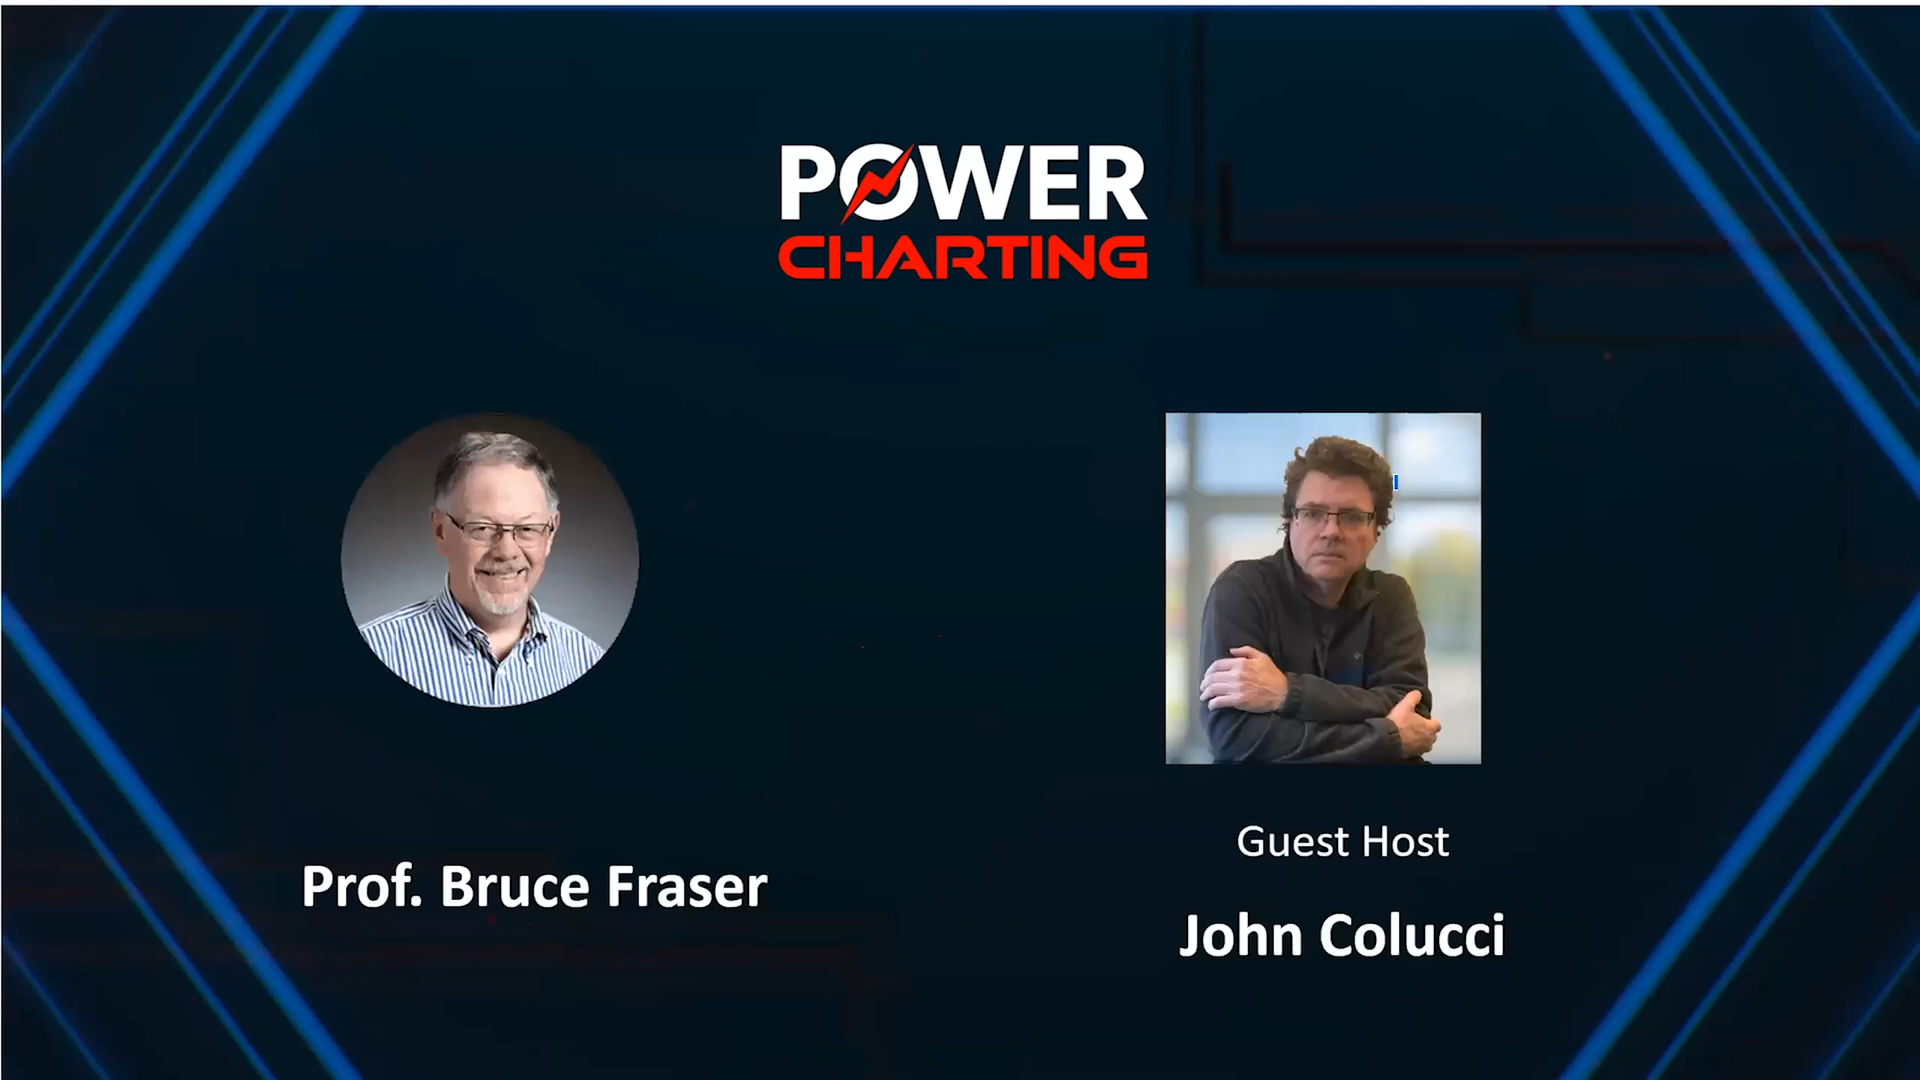 POWER
CHARTING
Prof. Bruce Fraser
Guest Host
John Colucci